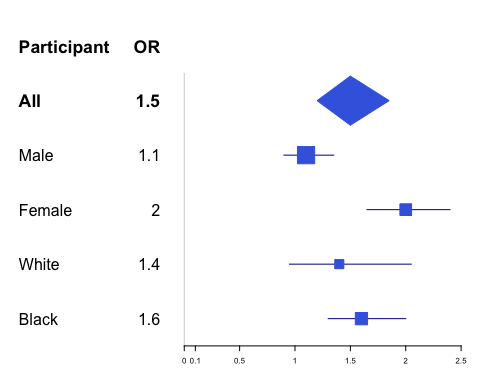 Participant OR
All 1.5
Male 1.1
Female 2
White 1.4
Black 1.6
0 0.1 0.5 1 1.5 2 2.5